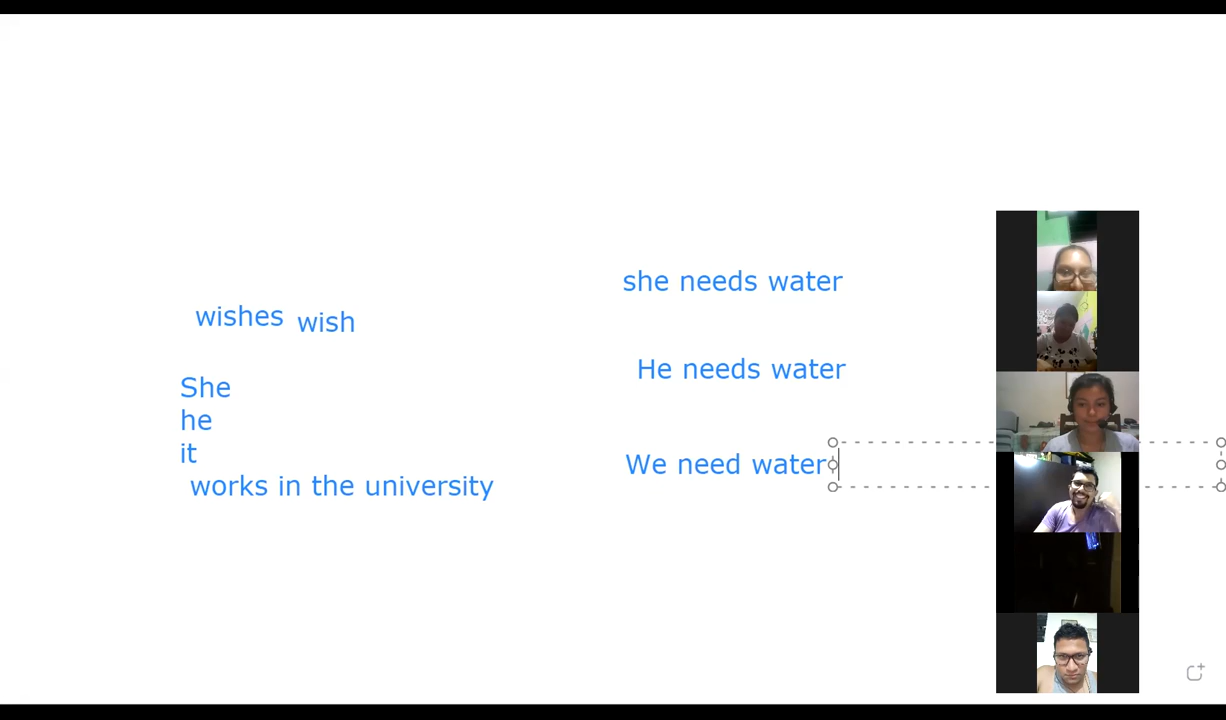 wishes wish
She
he
it
works in the university
she needs water
He needs water
We need water